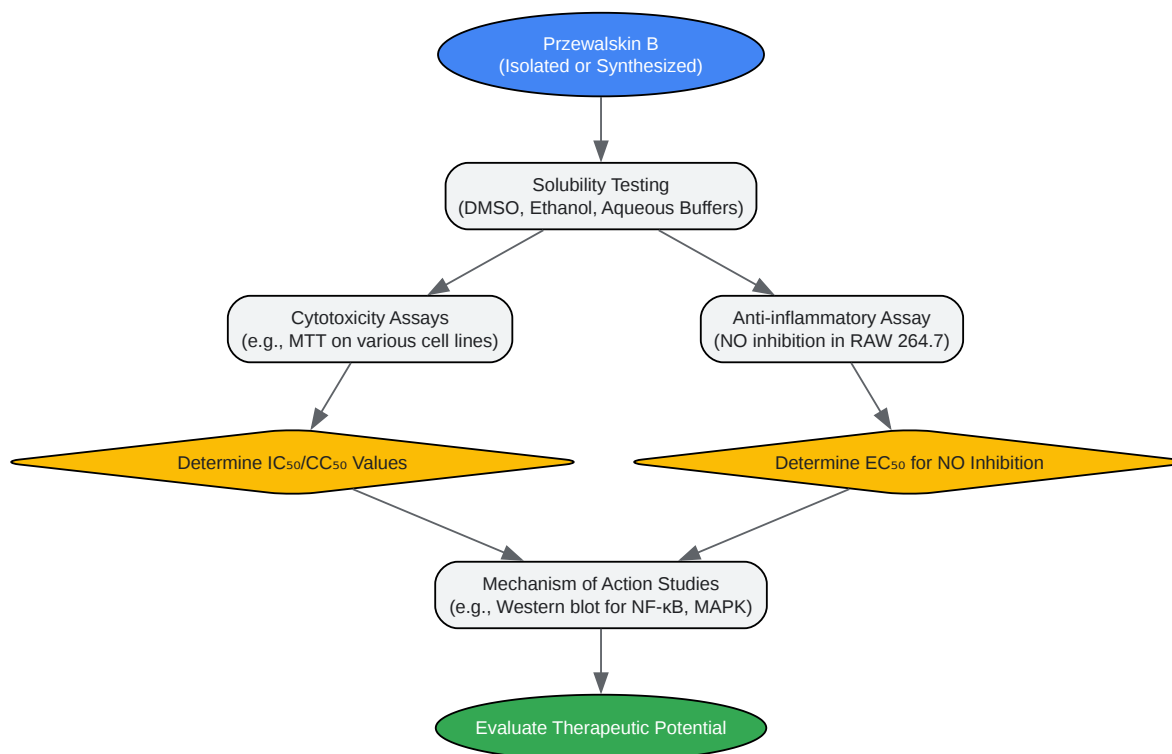 Przewalskin B
(Isolated or Synthesized)
Solubility Testing
(DMSO, Ethanol, Aqueous Buffers)
Cytotoxicity Assays
(e.g., MTT on various cell lines)
Anti-inflammatory Assay
(NO inhibition in RAW 264.7)
Determine IC₅₀/CC₅₀ Values
Determine EC₅₀ for NO Inhibition
Mechanism of Action Studies
(e.g., Western blot for NF-κB, MAPK)
Evaluate Therapeutic Potential